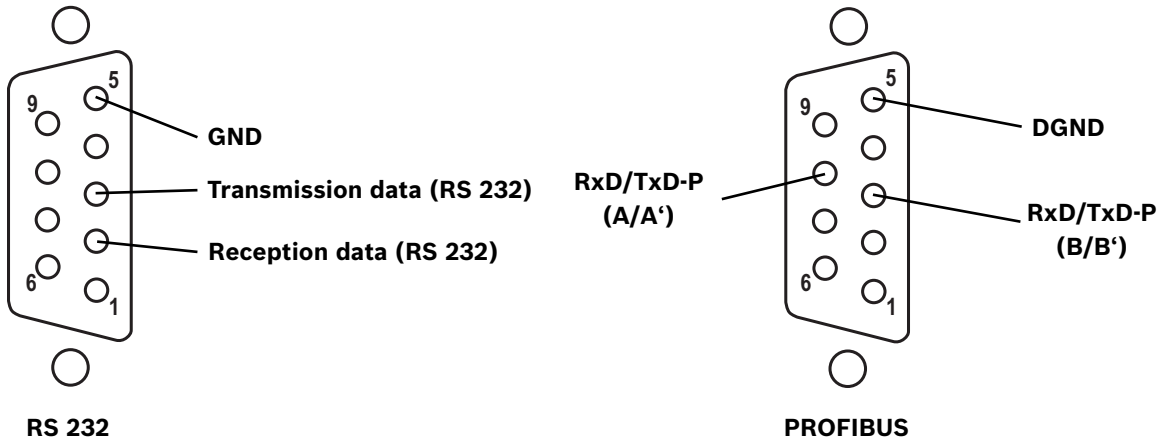 5
9
GND
Transmission data (RS 232)
Reception data (RS 232)
6
1
RS 232
5
9
DGND
RxD/TxD-P
(A/A‘)
RxD/TxD-P
(B/B‘)
6
1
PROFIBUS